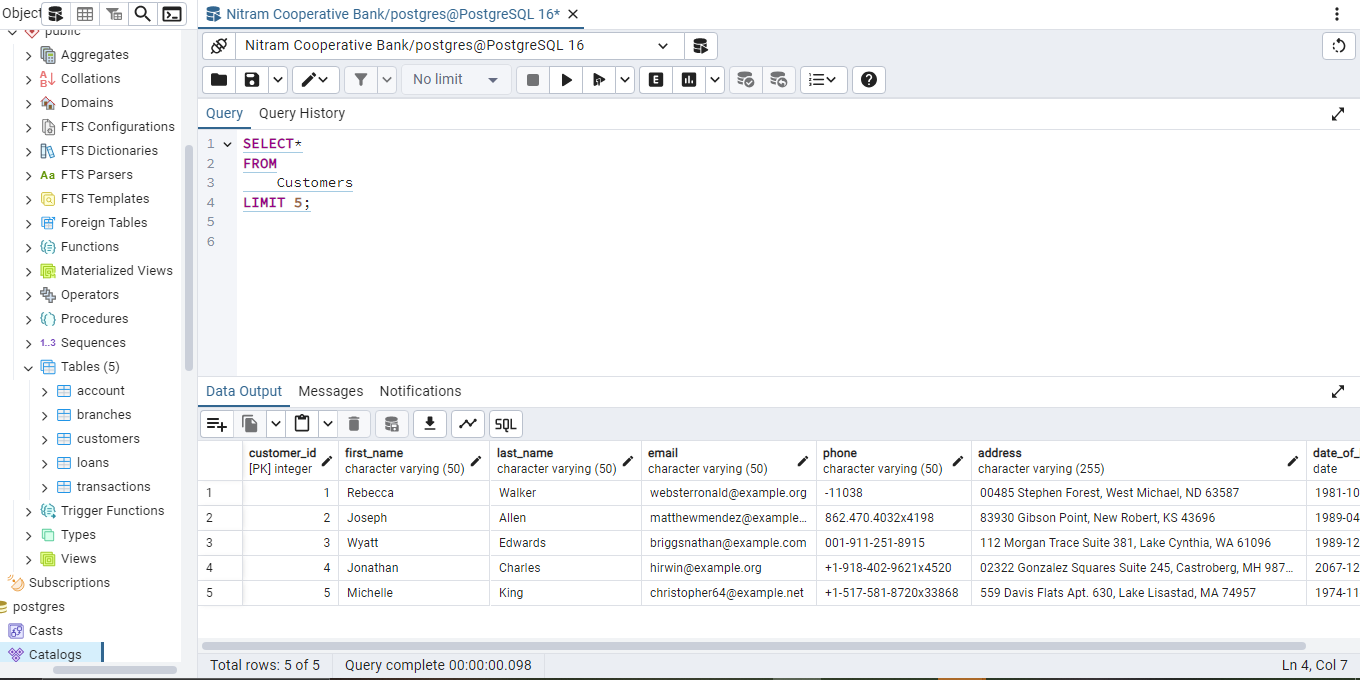 Object
Nitram Cooperative Bank/postgres@PostgreSQL 16*
public
Aggregates
Collations
Domains
FTS Configurations
FTS Dictionaries
Aa FTS Parsers
FTS Templates
Foreign Tables
Functions
Materialized Views
Operators
Procedures
1..3 Sequences
Tables (5)
account
branches
customers
loans
transactions
Trigger Functions
Types
Views
Subscriptions
postgres
Casts
Catalogs
Nitram Cooperative Bank/postgres@PostgreSQL 16
No limit
E
Query Query History
1 SELECT*
2 FROM
3 Customers
4 LIMIT 5;
5
6
Data Output Messages Notifications
SQL
customer_id first_name last_name email phone address date_of_
[PK] integer character varying (50) character varying (50) character varying (50) character varying (50) character varying (255) date
1 1 Rebecca Walker websterronald@example.org -11038 00485 Stephen Forest, West Michael, ND 63587 1981-10
2 2 Joseph Allen matthewmendez@example... 862.470.4032x4198 83930 Gibson Point, New Robert, KS 43696 1989-04
3 3 Wyatt Edwards briggsnathan@example.com 001-911-251-8915 112 Morgan Trace Suite 381, Lake Cynthia, WA 61096 1989-12
4 4 Jonathan Charles hirwin@example.org +1-918-402-9621x4520 02322 Gonzalez Squares Suite 245, Castroberg, MH 987... 2067-12
5 5 Michelle King christopher64@example.net +1-517-581-8720x33868 559 Davis Flats Apt. 630, Lake Lisastad, MA 74957 1974-11
Total rows: 5 of 5 Query complete 00:00:00.098 Ln 4, Col 7